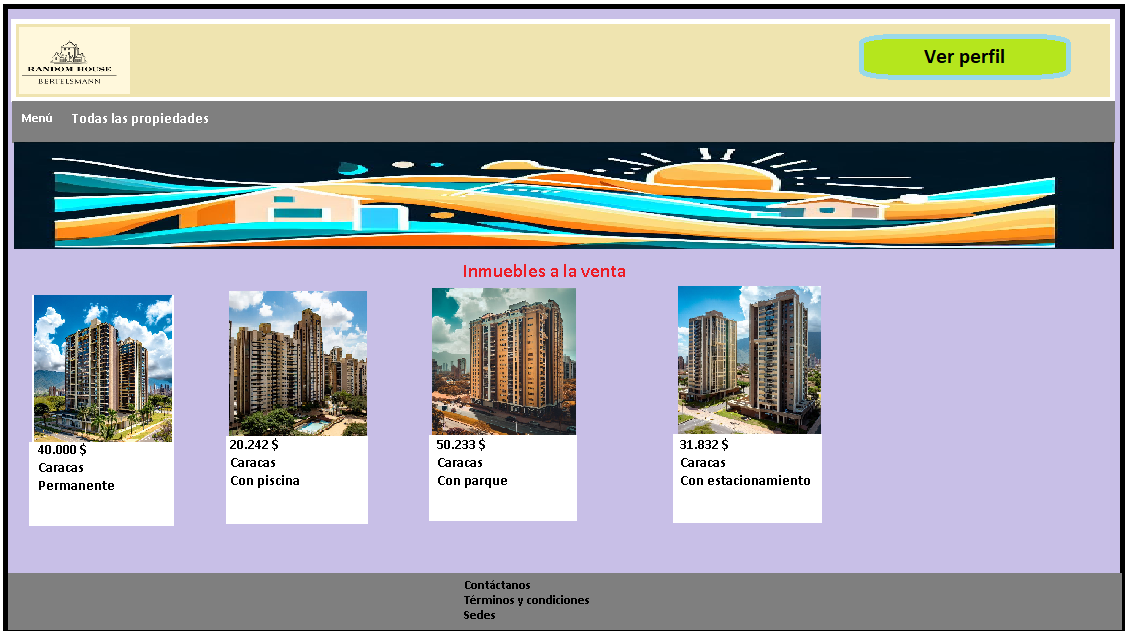 RANDOM HOUSE
BERTELSMANN
Ver perfil
Menú Todas las propiedades
Inmuebles a la venta
40.000 $
Caracas
Permanente
20.242 $
Caracas
Con piscina
50.233 $
Caracas
Con parque
31.832 $
Caracas
Con estacionamiento
Contáctanos
Términos y condiciones
Sedes